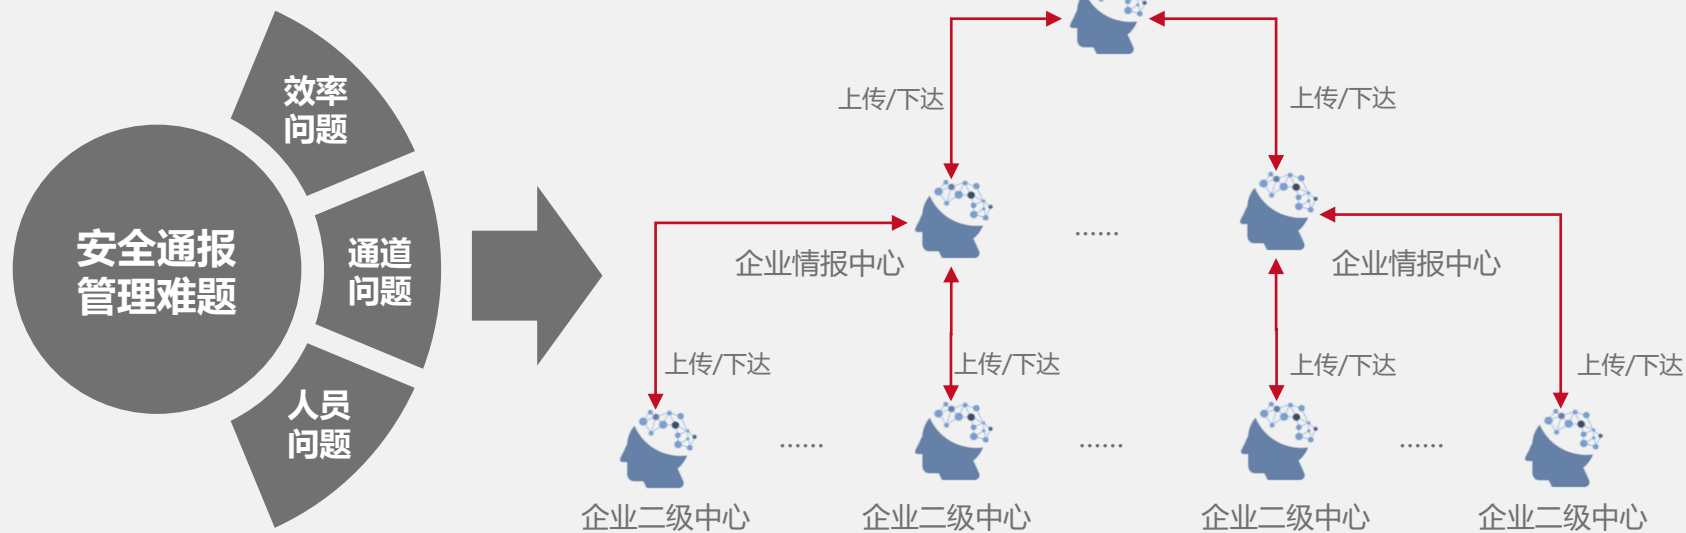 效率
问题
安全通报
管理难题
通道
问题
人员
问题
上传/下达
上传/下达
......
企业情报中心
企业情报中心
上传/下达
上传/下达
上传/下达
上传/下达
......
......
......
企业二级中心
企业二级中心
企业二级中心
企业二级中心